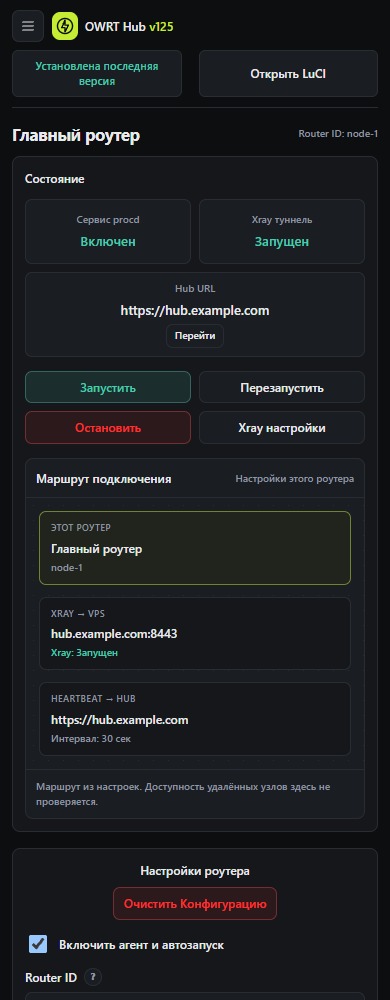 OWRT Hub v125
Установлена последняя
версия
Открыть LuCI
Главный роутер
Router ID: node-1
Состояние
Сервис procd
Включен
Xray туннель
Запущен
Hub URL
https://hub.example.com
Перейти
Запустить
Перезапустить
Остановить
Xray настройки
Маршрут подключения
Настройки этого роутера
ЭТОТ РОУТЕР
Главный роутер
node-1
XRAY → VPS
hub.example.com:8443
Xray: Запущен
HEARTBEAT → HUB
https://hub.example.com
Интервал: 30 сек
Маршрут из настроек. Доступность удалённых узлов здесь не
проверяется.
Настройки роутера
Очистить Конфигурацию
Включить агент и автозапуск
Router ID ?